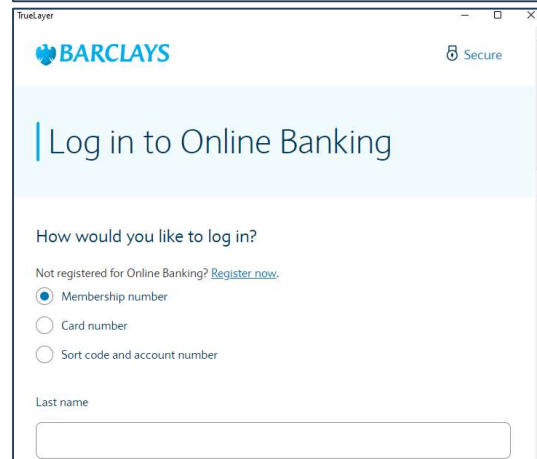 TrueLayer
BARCLAYS
Secure
Log in to Online Banking
How would you like to log in?
Not registered for Online Banking? Register now.
Membership number
Card number
Sort code and account number
Last name